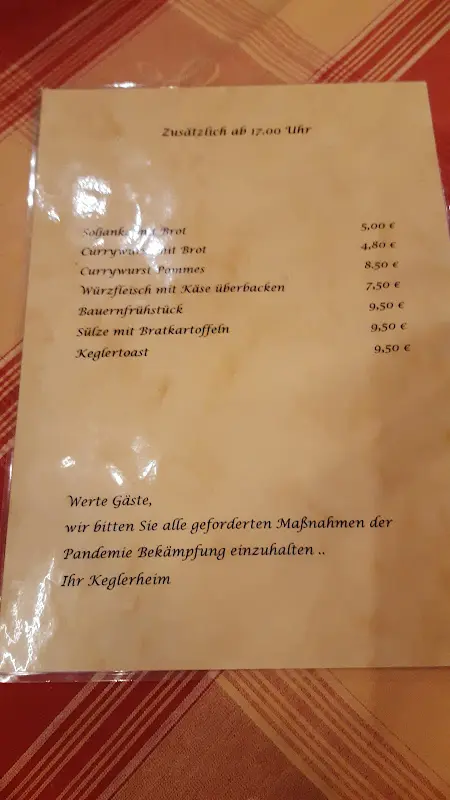 Zusätzlich ab 17.00 Uhr
Soljanka mit Brot 5,00 €
Currywurst mit Brot 4,80 €
Currywurst Pommes 8,50 €
Würzfleisch mit Käse überbacken 7,50 €
Bauernfrühstück 9,50 €
Sülze mit Bratkartoffeln 9,50 €
Keglertoast 9,50 €
Werte Gäste,
wir bitten Sie alle geforderten Maßnahmen der
Pandemie Bekämpfung einzuhalten ..
Ihr Keglerheim